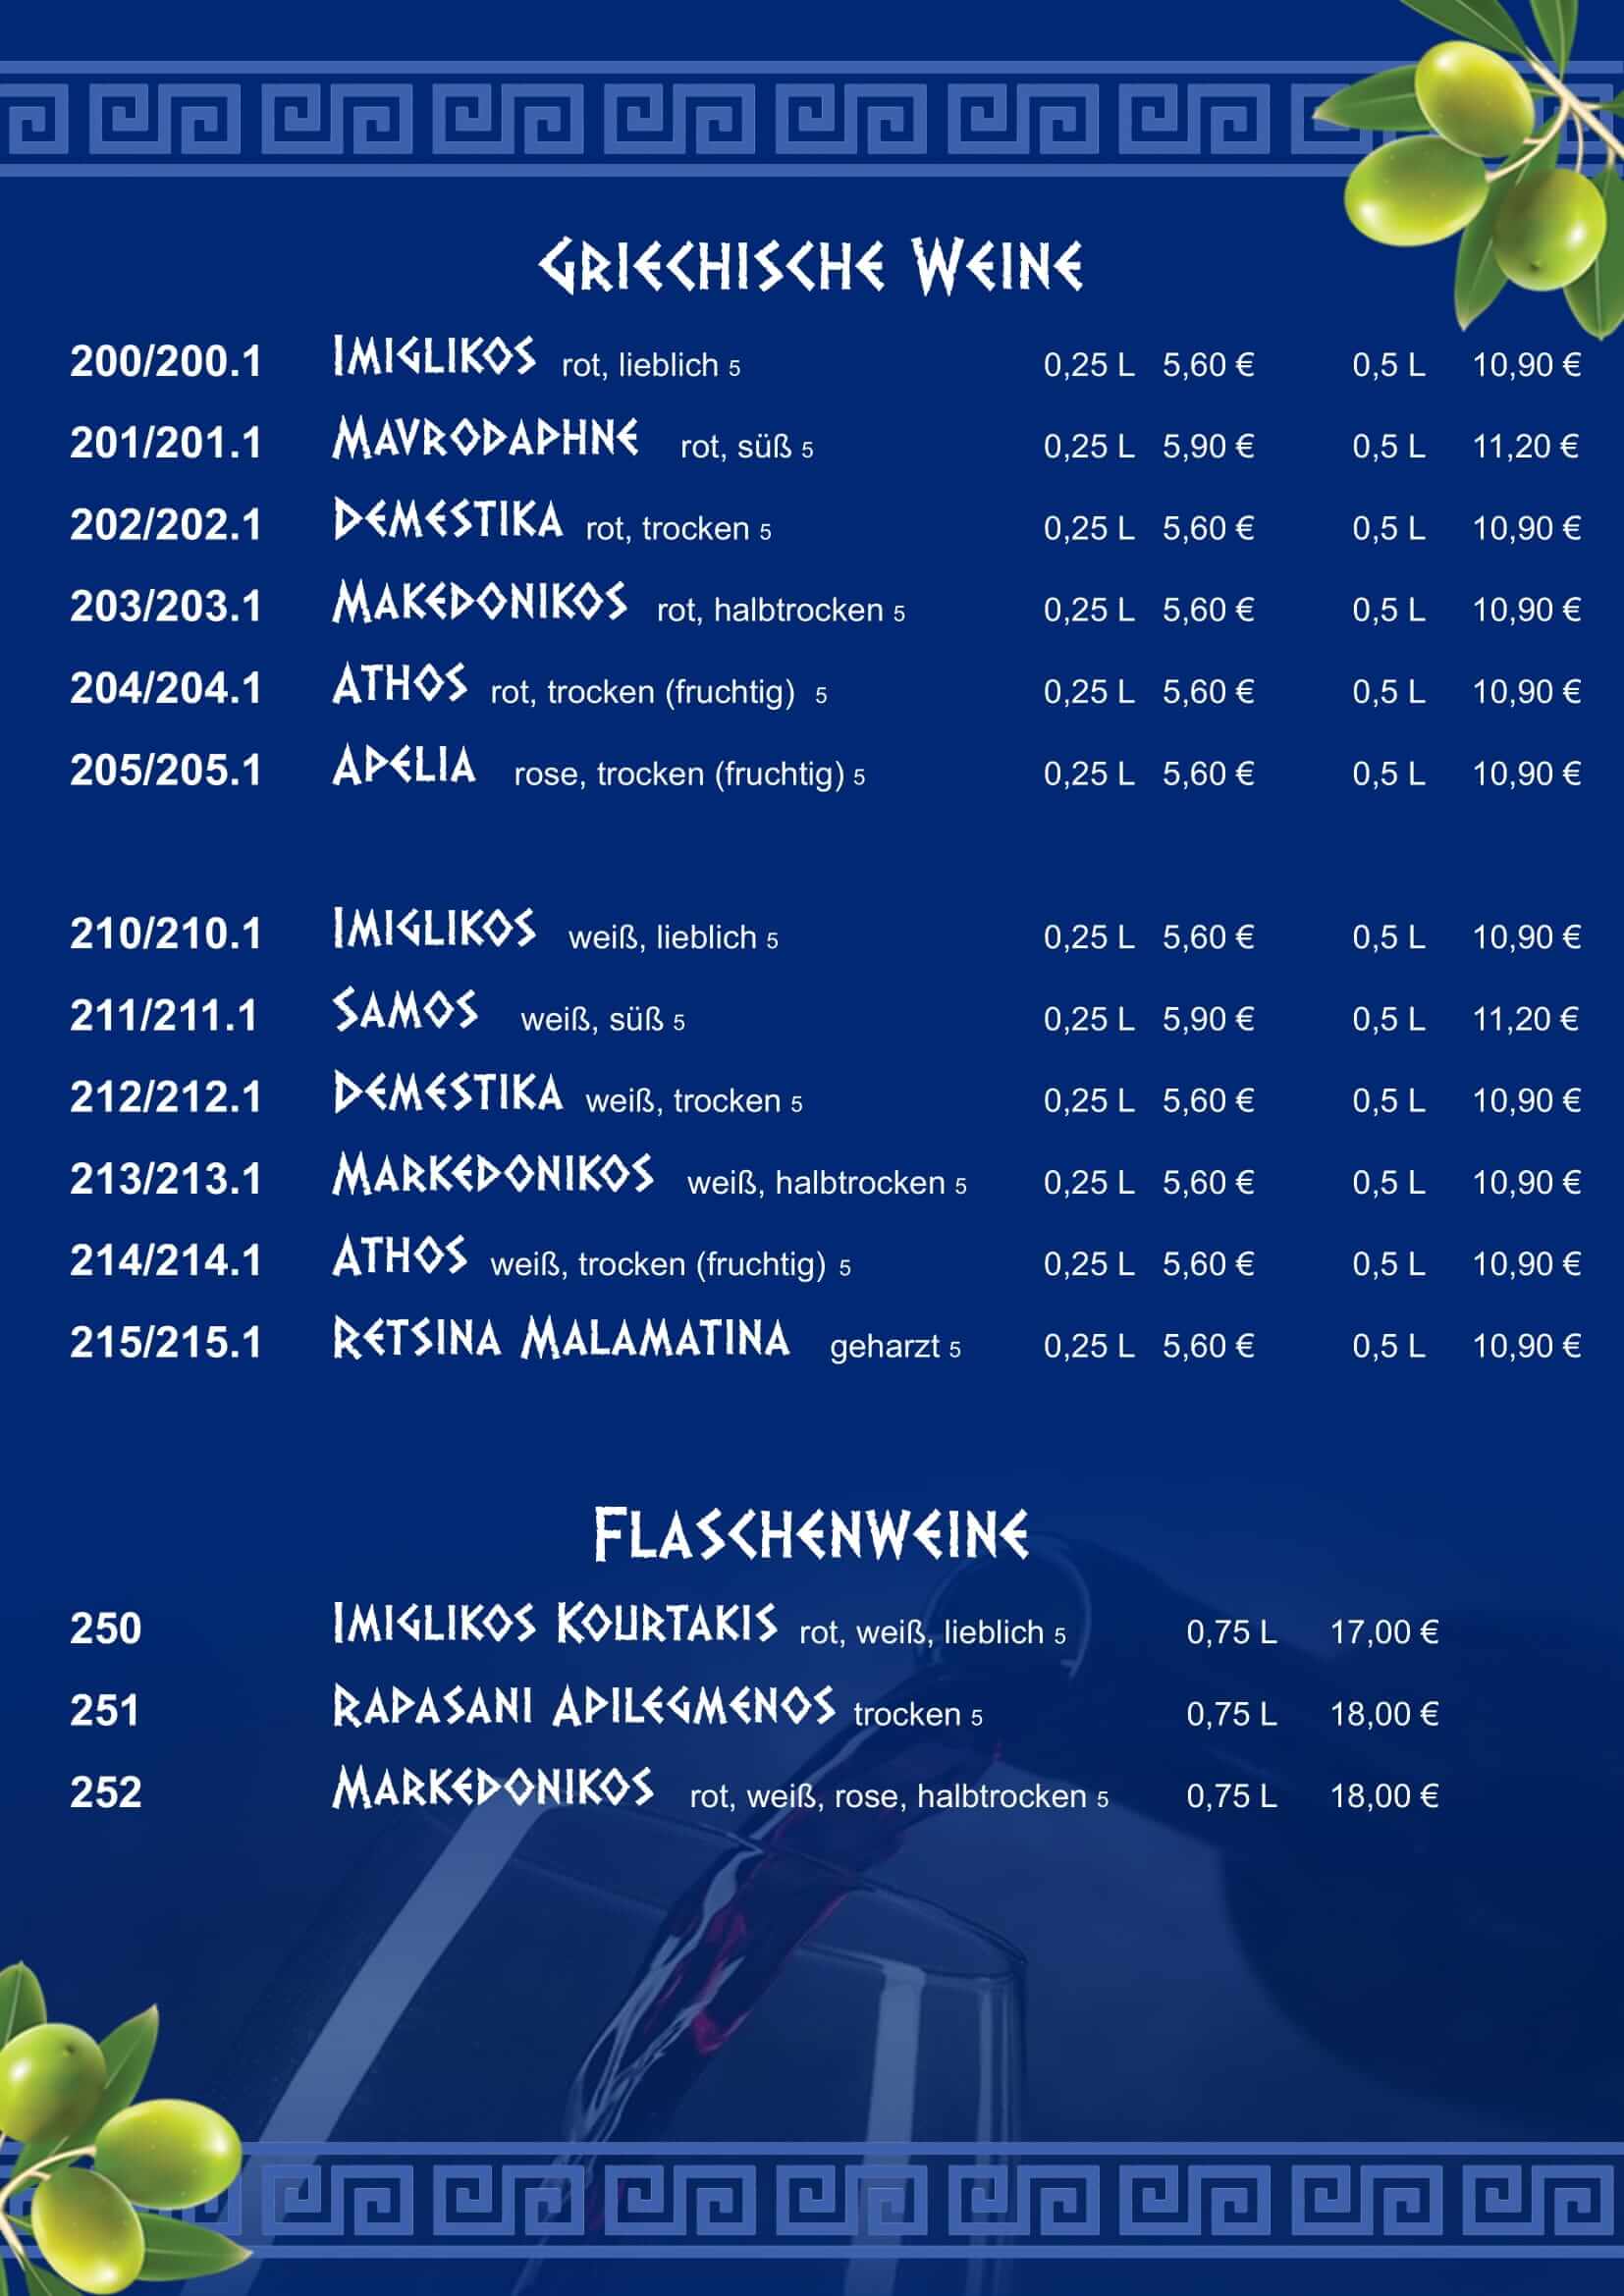 Griechische Weine
200/200.1 Imiglikos rot, lieblich 5 0,25 L 5,60 € 0,5 L 10,90 €
201/201.1 Mavrodaphne rot, süß 5 0,25 L 5,90 € 0,5 L 11,20 €
202/202.1 Demestika rot, trocken 5 0,25 L 5,60 € 0,5 L 10,90 €
203/203.1 Makedonikos rot, halbtrocken 5 0,25 L 5,60 € 0,5 L 10,90 €
204/204.1 Athos rot, trocken (fruchtig) 5 0,25 L 5,60 € 0,5 L 10,90 €
205/205.1 Apelia rose, trocken (fruchtig) 5 0,25 L 5,60 € 0,5 L 10,90 €
210/210.1 Imiglikos weiß, lieblich 5 0,25 L 5,60 € 0,5 L 10,90 €
211/211.1 Samos weiß, süß 5 0,25 L 5,90 € 0,5 L 11,20 €
212/212.1 Demestika weiß, trocken 5 0,25 L 5,60 € 0,5 L 10,90 €
213/213.1 Markedonikos weiß, halbtrocken 5 0,25 L 5,60 € 0,5 L 10,90 €
214/214.1 Athos weiß, trocken (fruchtig) 5 0,25 L 5,60 € 0,5 L 10,90 €
215/215.1 Retsina Malamatina geharzt 5 0,25 L 5,60 € 0,5 L 10,90 €
Flaschenweine
250 Imiglikos Kourtakis rot, weiß, lieblich 5 0,75 L 17,00 €
251 Rapasani Apilegmenos trocken 5 0,75 L 18,00 €
252 Markedonikos rot, weiß, rose, halbtrocken 5 0,75 L 18,00 €